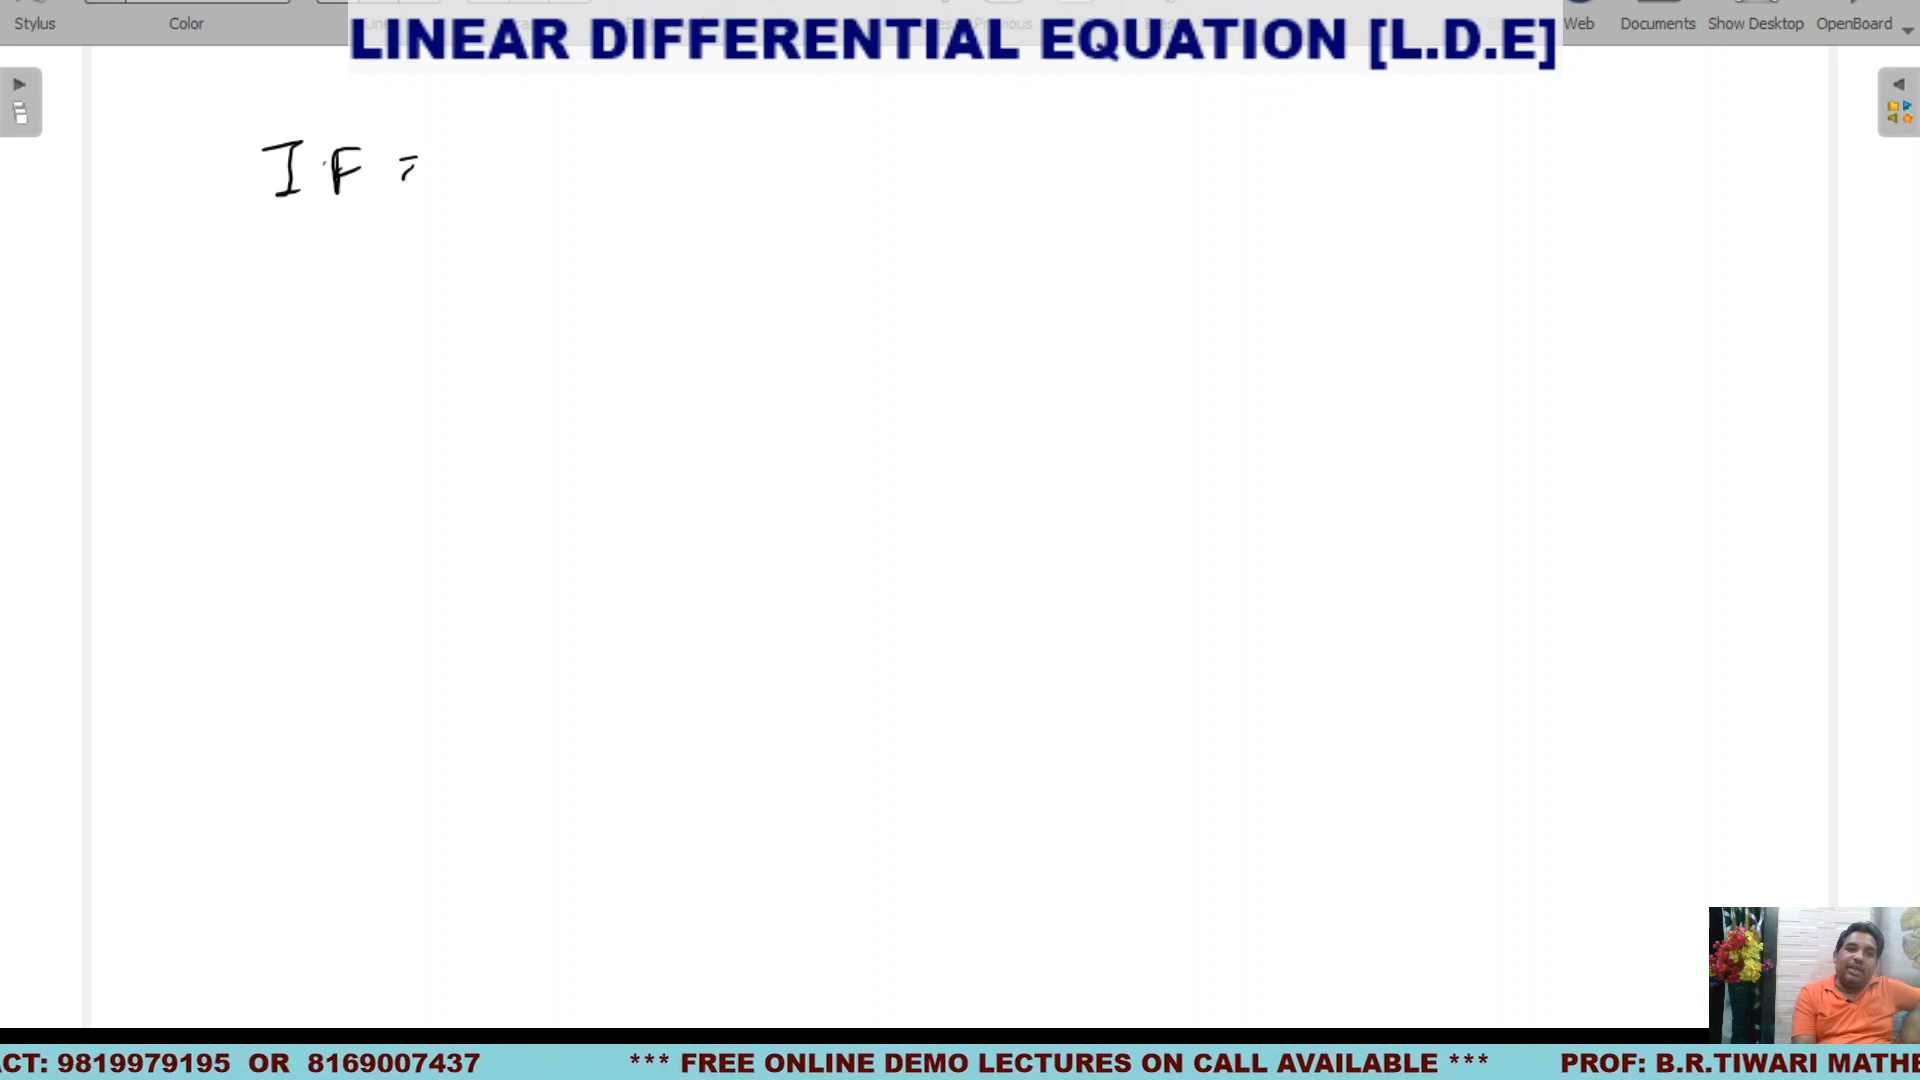 Stylus Color Web Documents Show Desktop OpenBoard
LINEAR DIFFERENTIAL EQUATION [L.D.E]
I F =
ACT: 9819979195 OR 8169007437 *** FREE ONLINE DEMO LECTURES ON CALL AVAILABLE *** PROF: B.R.TIWARI MATHE